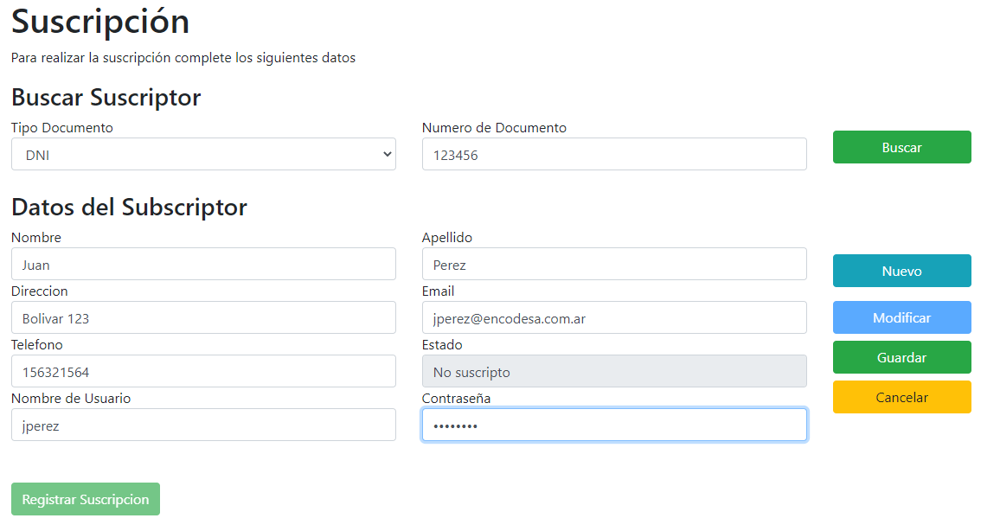 Suscripción
Para realizar la suscripción complete los siguientes datos
Buscar Suscriptor
Tipo Documento
Numero de Documento
DNI
123456
Buscar
Datos del Subscriptor
Nombre
Apellido
Juan
Perez
Nuevo
Direccion
Email
Bolivar 123
jperez@encodesa.com.ar
Modificar
Telefono
Estado
156321564
No suscripto
Guardar
Nombre de Usuario
Contraseña
Cancelar
jperez
••••••••
Registrar Suscripcion